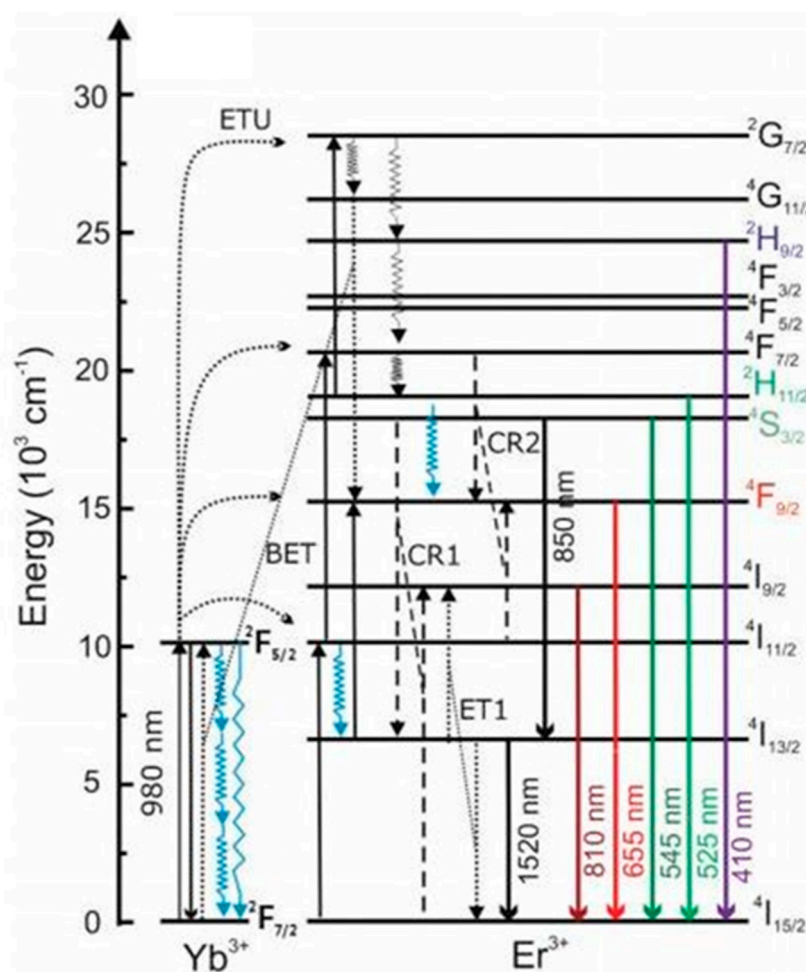 Energy (10³ cm⁻¹)
30
25
20
15
10
5
0
ETU
BET
CR1
CR2
ET1
980 nm
850 nm
1520 nm
810 nm
655 nm
545 nm
525 nm
410 nm
²F₅/₂
²F₇/₂
²G₇/₂
⁴G₁₁/₂
²H₉/₂
⁴F₃/₂
⁴F₅/₂
⁴F₇/₂
²H₁₁/₂
⁴S₃/₂
⁴F₉/₂
⁴I₉/₂
⁴I₁₁/₂
⁴I₁₃/₂
⁴I₁₅/₂
Yb³⁺
Er³⁺